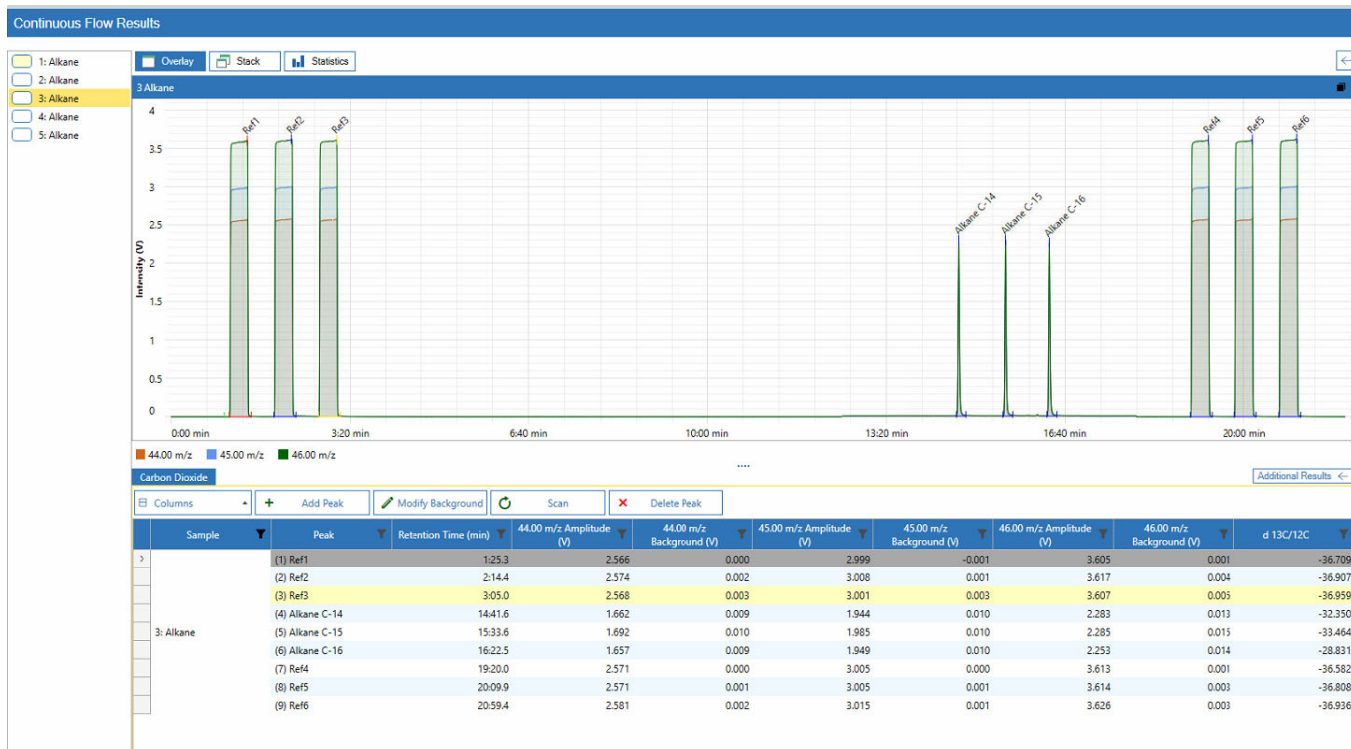 Continuous Flow Results
1: Alkane
2: Alkane
3: Alkane
4: Alkane
5: Alkane
Overlay Stack Statistics
3 Alkane
Intensity (V)
4
3.5
3
2.5
2
1.5
1
0.5
0
Ref1 Ref2 Ref3 Alkane C-14 Alkane C-15 Alkane C-16 Ref4 Ref5 Ref6
0:00 min 3:20 min 6:40 min 10:00 min 13:20 min 16:40 min 20:00 min
44.00 m/z 45.00 m/z 46.00 m/z
Carbon Dioxide Additional Results
Columns Add Peak Modify Background Scan Delete Peak
Sample Peak Retention Time (min) 44.00 m/z Amplitude (V) 44.00 m/z Background (V) 45.00 m/z Amplitude (V) 45.00 m/z Background (V) 46.00 m/z Amplitude (V) 46.00 m/z Background (V) d 13C/12C
(1) Ref1 1:25.3 2.566 0.000 2.999 -0.001 3.605 0.001 -36.709
(2) Ref2 2:14.4 2.574 0.002 3.008 0.001 3.617 0.004 -36.907
(3) Ref3 3:05.0 2.568 0.003 3.001 0.003 3.607 0.005 -36.959
(4) Alkane C-14 14:41.6 1.662 0.009 1.944 0.010 2.283 0.013 -32.350
3: Alkane (5) Alkane C-15 15:33.6 1.692 0.010 1.985 0.010 2.285 0.015 -33.464
(6) Alkane C-16 16:22.5 1.657 0.009 1.949 0.010 2.253 0.014 -28.831
(7) Ref4 19:20.0 2.571 0.000 3.005 0.000 3.613 0.001 -36.582
(8) Ref5 20:09.9 2.571 0.001 3.005 0.001 3.614 0.003 -36.808
(9) Ref6 20:59.4 2.581 0.002 3.015 0.001 3.626 0.003 -36.936